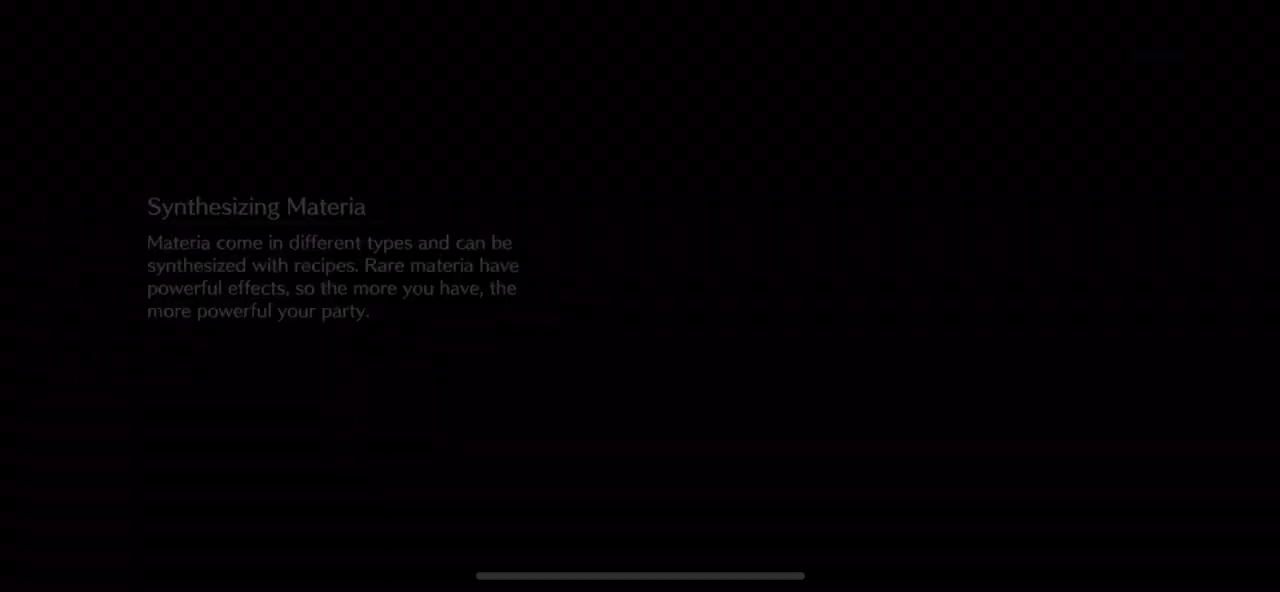 Synthesizing Materia
Materia come in different types and can be
synthesized with recipes. Rare materia have
powerful effects, so the more you have, the
more powerful your party.